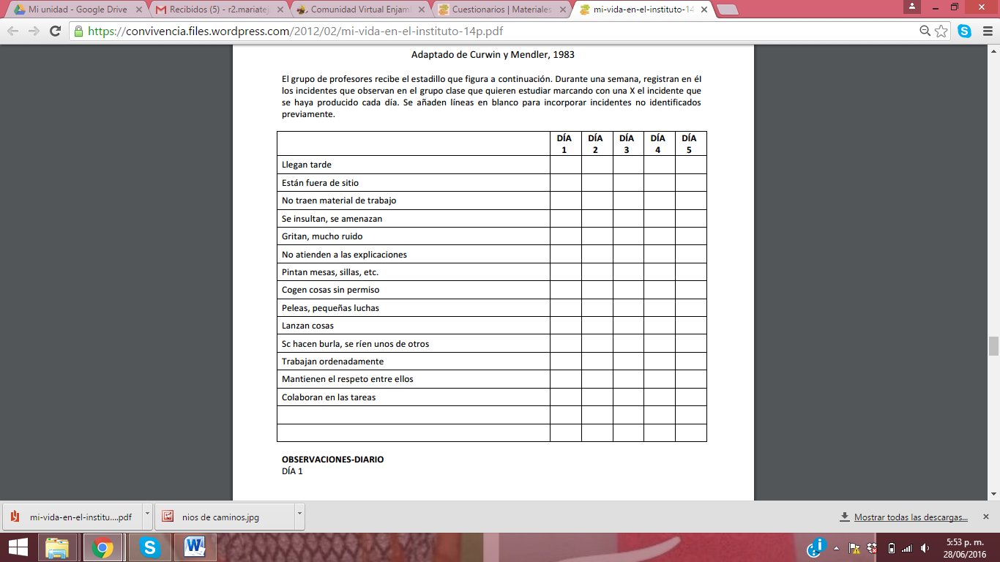 Mi unidad - Google Drive
Recibidos (5) - r2.mariate
Comunidad Virtual Enjam
Cuestionarios | Materiales
mi-vida-en-el-instituto-14
https://convivencia.files.wordpress.com/2012/02/mi-vida-en-el-instituto-14p.pdf
Adaptado de Curwin y Mendler, 1983
El grupo de profesores recibe el estadillo que figura a continuación. Durante una semana, registran en él
los incidentes que observan en el grupo clase que quieren estudiar marcando con una X el incidente que
se haya producido cada día. Se añaden líneas en blanco para incorporar incidentes no identificados
previamente.
DÍA 1
DÍA 2
DÍA 3
DÍA 4
DÍA 5
Llegan tarde
Están fuera de sitio
No traen material de trabajo
Se insultan, se amenazan
Gritan, mucho ruido
No atienden a las explicaciones
Pintan mesas, sillas, etc.
Cogen cosas sin permiso
Peleas, pequeñas luchas
Lanzan cosas
Sc hacen burla, se ríen unos de otros
Trabajan ordenadamente
Mantienen el respeto entre ellos
Colaboran en las tareas
OBSERVACIONES-DIARIO
DÍA 1
mi-vida-en-el-institu....pdf
nios de caminos.jpg
Mostrar todas las descargas...
5:53 p. m.
28/06/2016